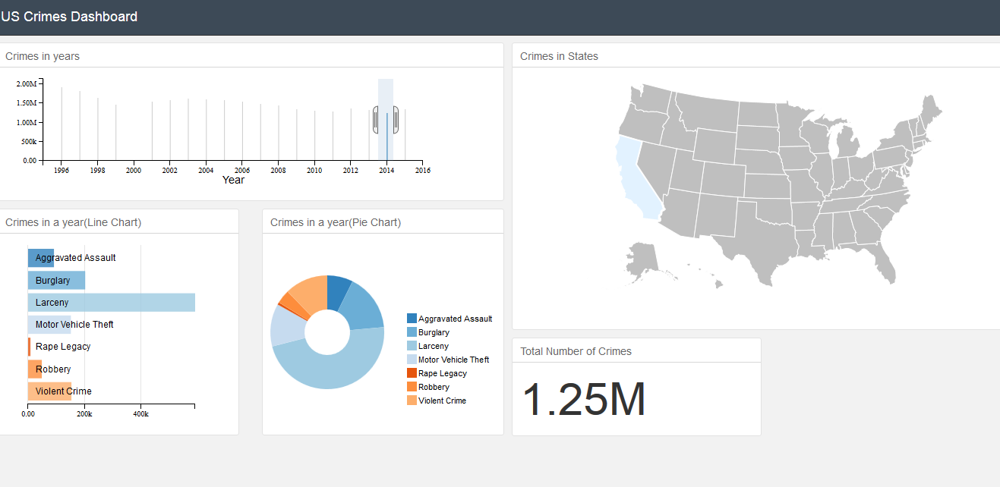 US Crimes Dashboard
Crimes in years
2.00M
1.50M
1.00M
500k
0.00
1996 1998 2000 2002 2004 2006 2008 2010 2012 2014 2016
Year
Crimes in States
Crimes in a year(Line Chart)
Aggravated Assault
Burglary
Larceny
Motor Vehicle Theft
Rape Legacy
Robbery
Violent Crime
0.00 200k 400k
Crimes in a year(Pie Chart)
Aggravated Assault
Burglary
Larceny
Motor Vehicle Theft
Rape Legacy
Robbery
Violent Crime
Total Number of Crimes
1.25M